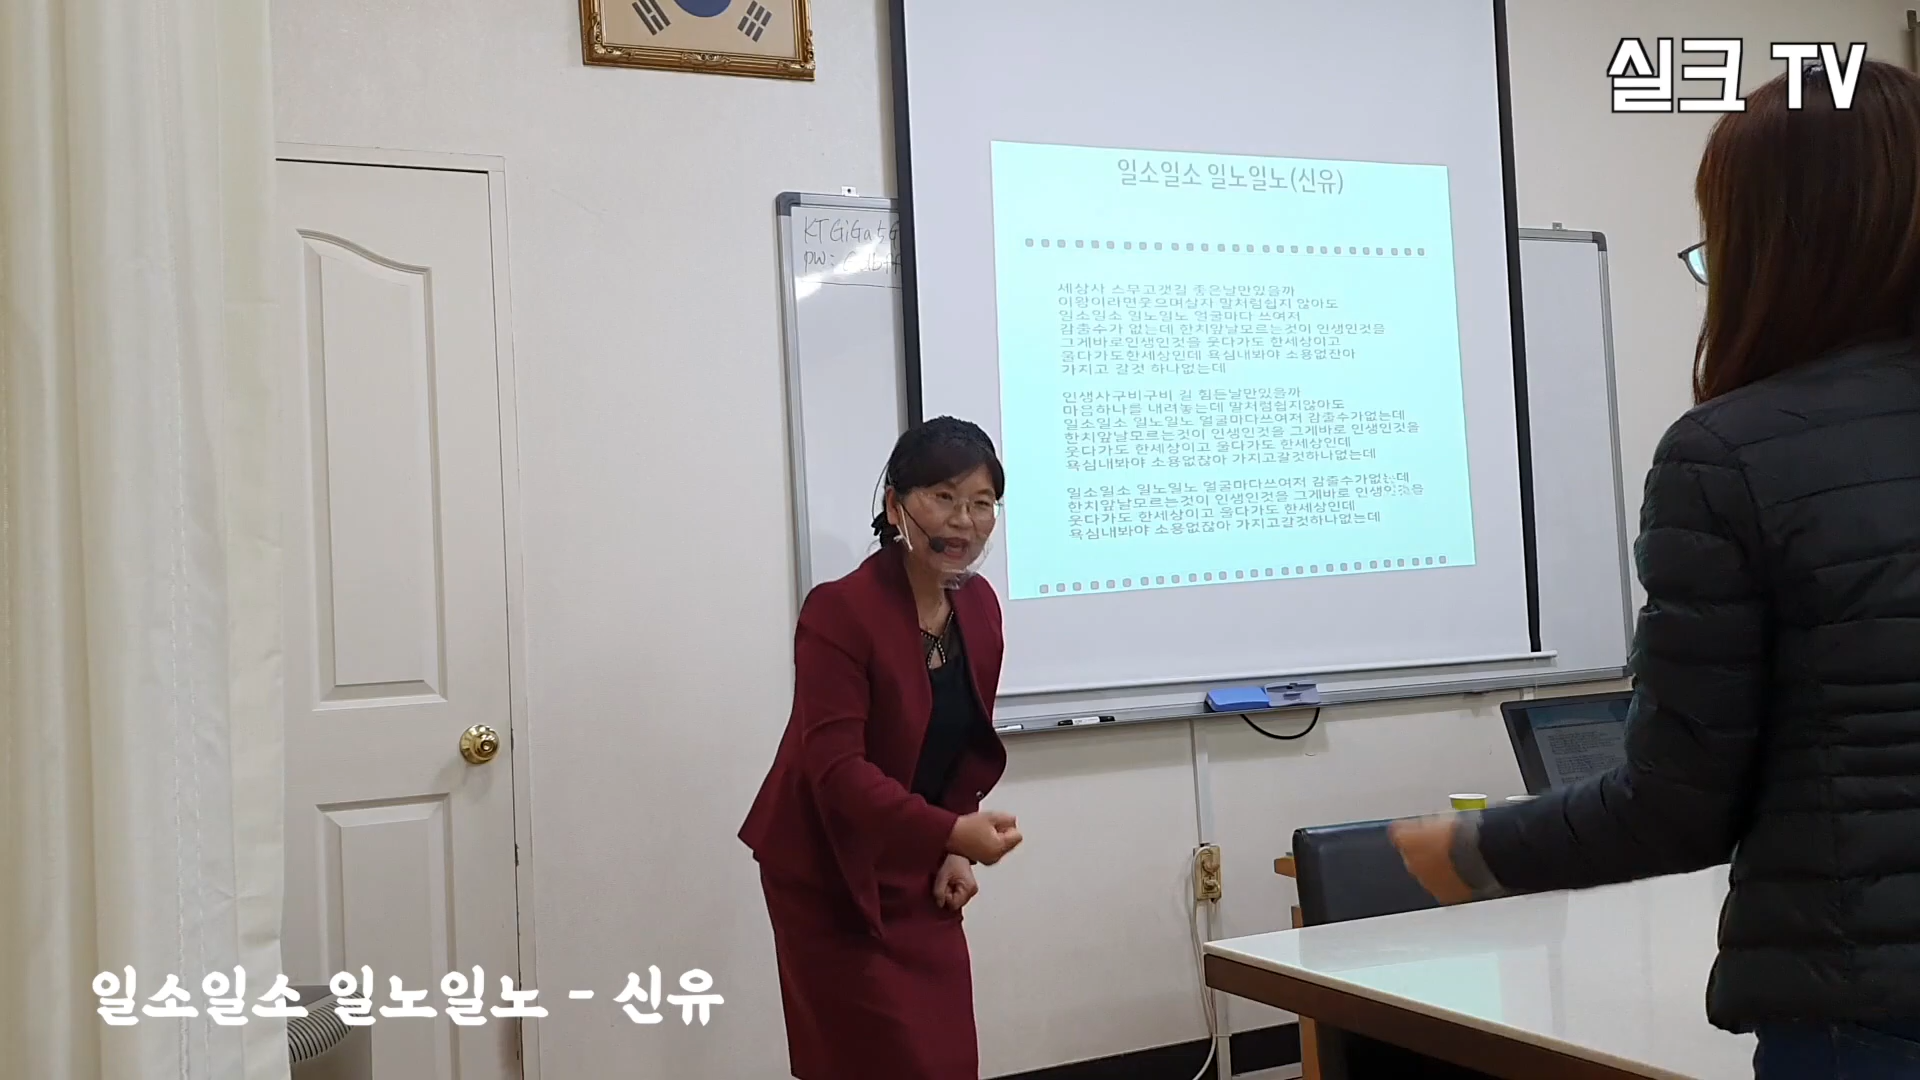 실크 TV
일소일소 일노일노(신유)
KT GiGa 5G
pw:
세상사 스무고갯길 좋은날만있을까
이왕이라면웃으며살자 말처럼쉽지 않아도
일소일소 일노일노 얼굴마다 쓰여저
감출수가 없는데 한치앞날모르는것이 인생인것을
그게바로인생인것을 웃다가도 한세상이고
울다가도한세상인데 욕심내봐야 소용없잔아
가지고 갈것 하나없는데
인생사구비구비 길 힘든날만있을까
마음하나를 내려놓는데 말처럼쉽지않아도
일소일소 일노일노 얼굴마다쓰여저 감출수가없는데
한치앞날모르는것이 인생인것을 그게바로 인생인것을
웃다가도 한세상이고 울다가도 한세상인데
욕심내봐야 소용없잖아 가지고갈것하나없는데
일소일소 일노일노 얼굴마다쓰여저 감출수가없는데
한치앞날모르는것이 인생인것을 그게바로 인생인것을
웃다가도 한세상이고 울다가도 한세상인데
욕심내봐야 소용없잖아 가지고갈것하나없는데
일소일소 일노일노 - 신유